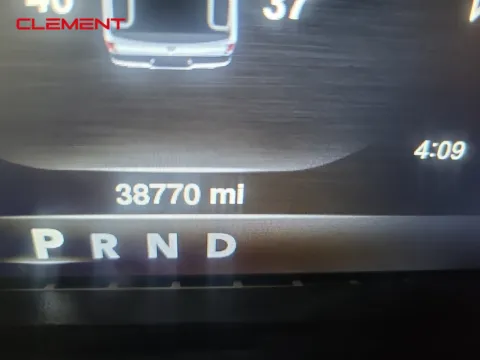 37
CLEMENT
4:09
38770 mi
P R N D